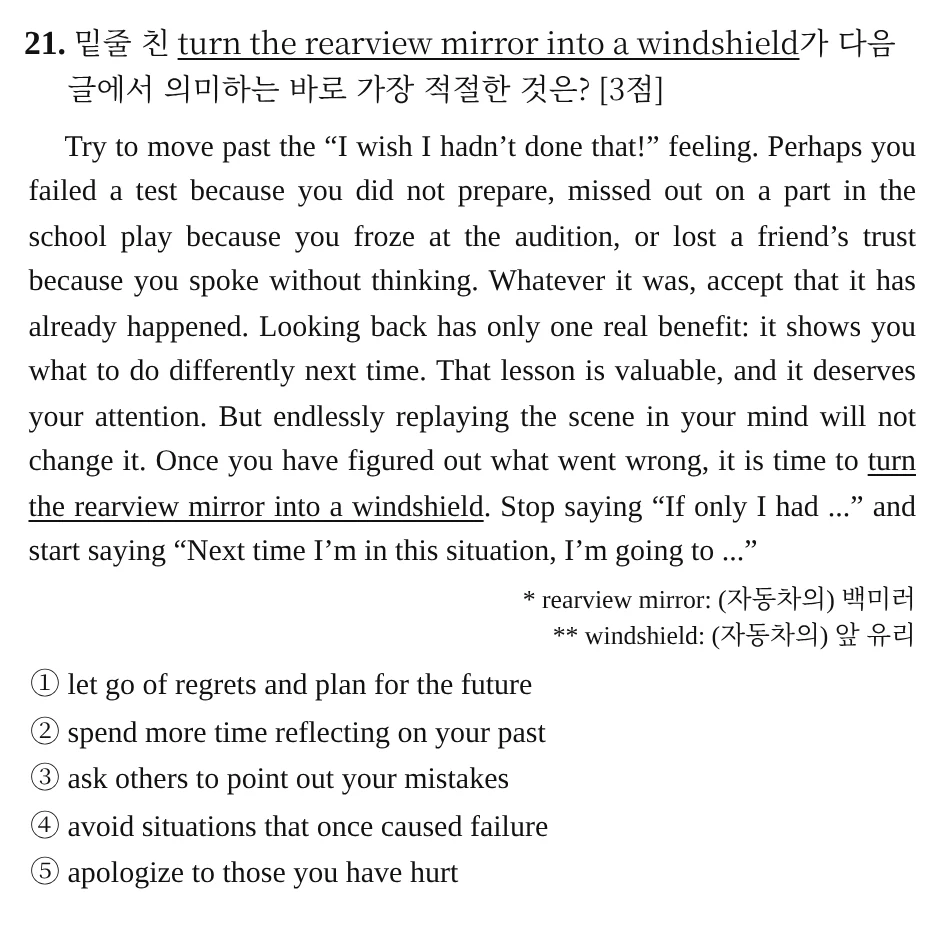 21. 밑줄 친 turn the rearview mirror into a windshield가 다음
글에서 의미하는 바로 가장 적절한 것은? [3점]
Try to move past the “I wish I hadn’t done that!” feeling. Perhaps you
failed a test because you did not prepare, missed out on a part in the
school play because you froze at the audition, or lost a friend’s trust
because you spoke without thinking. Whatever it was, accept that it has
already happened. Looking back has only one real benefit: it shows you
what to do differently next time. That lesson is valuable, and it deserves
your attention. But endlessly replaying the scene in your mind will not
change it. Once you have figured out what went wrong, it is time to turn
the rearview mirror into a windshield. Stop saying “If only I had ...” and
start saying “Next time I’m in this situation, I’m going to ...”
* rearview mirror: (자동차의) 백미러
** windshield: (자동차의) 앞 유리
① let go of regrets and plan for the future
② spend more time reflecting on your past
③ ask others to point out your mistakes
④ avoid situations that once caused failure
⑤ apologize to those you have hurt